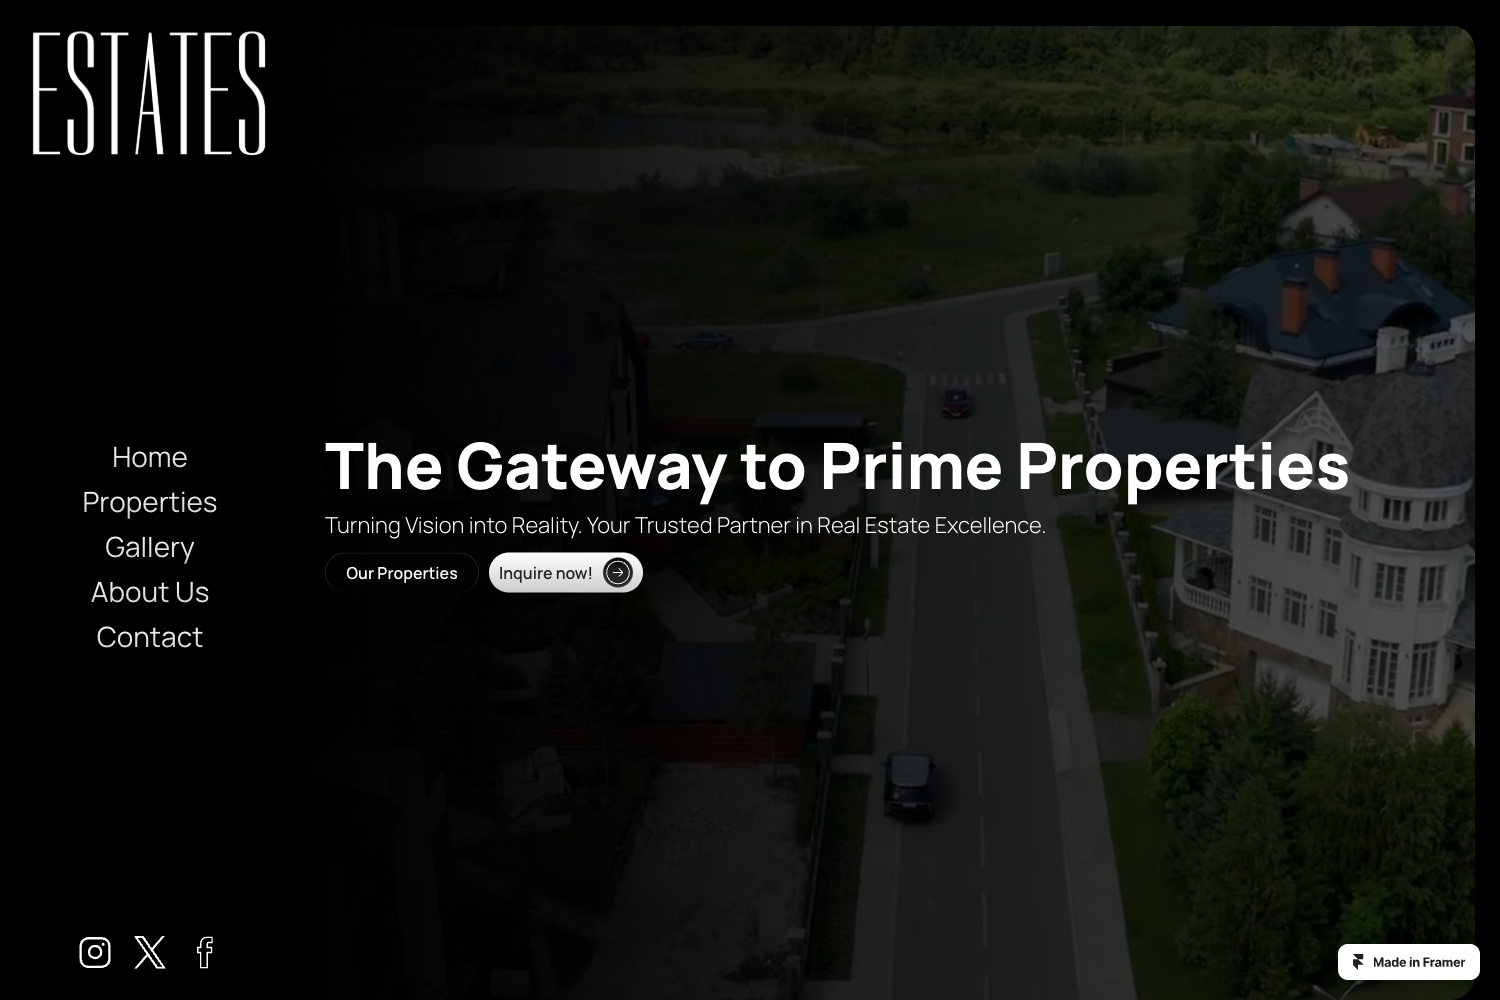 ESTATES
Home
Properties
Gallery
About Us
Contact
The Gateway to Prime Properties
Turning Vision into Reality. Your Trusted Partner in Real Estate Excellence.
Our Properties
Inquire now!
Made in Framer